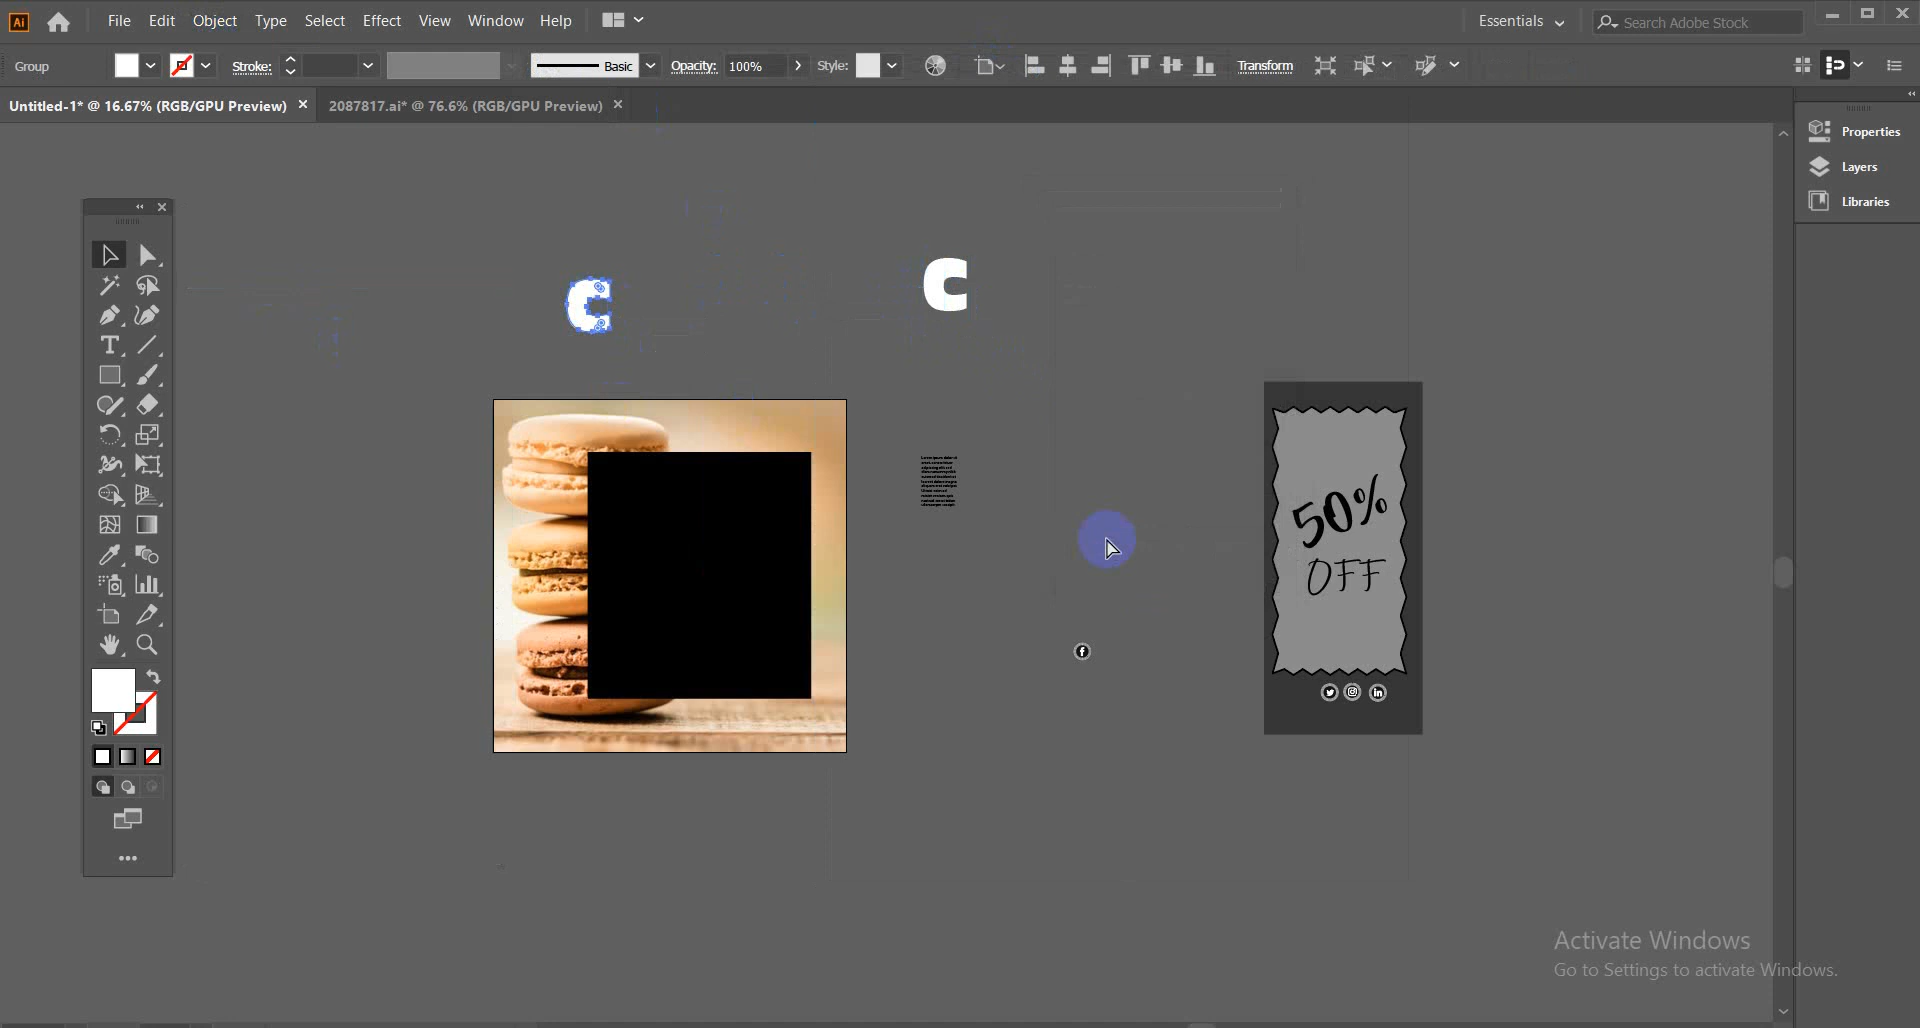 Ai File Edit Object Type Select Effect View Window Help Essentials Search Adobe Stock
Group Stroke: Basic Opacity: 100% Style: Transform
Untitled-1* @ 16.67% (RGB/GPU Preview) × 2087817.ai* @ 76.6% (RGB/GPU Preview) ×
Properties
Layers
Libraries
C
C
50%
OFF
f
in
Activate Windows
Go to Settings to activate Windows.